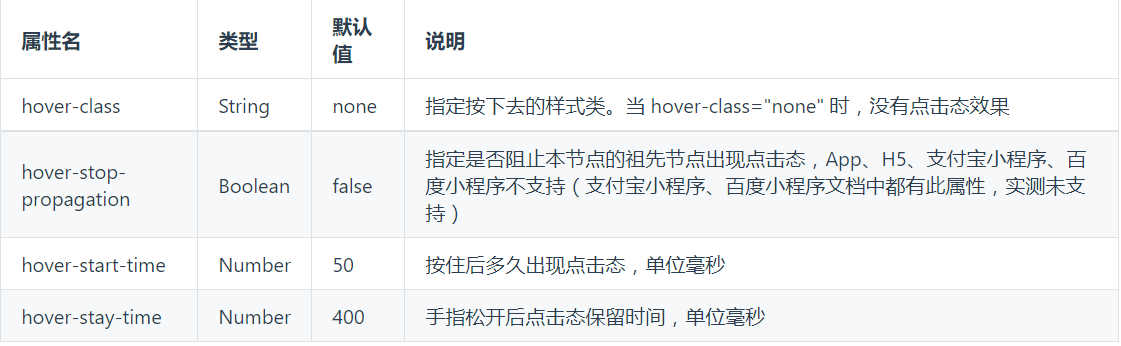 属性名 类型 默认值 说明
hover-class String none 指定按下去的样式类。当 hover-class="none" 时，没有点击态效果
hover-stop-propagation Boolean false 指定是否阻止本节点的祖先节点出现点击态，App、H5、支付宝小程序、百
度小程序不支持（支付宝小程序、百度小程序文档中都有此属性，实测未支
持）
hover-start-time Number 50 按住后多久出现点击态，单位毫秒
hover-stay-time Number 400 手指松开后点击态保留时间，单位毫秒